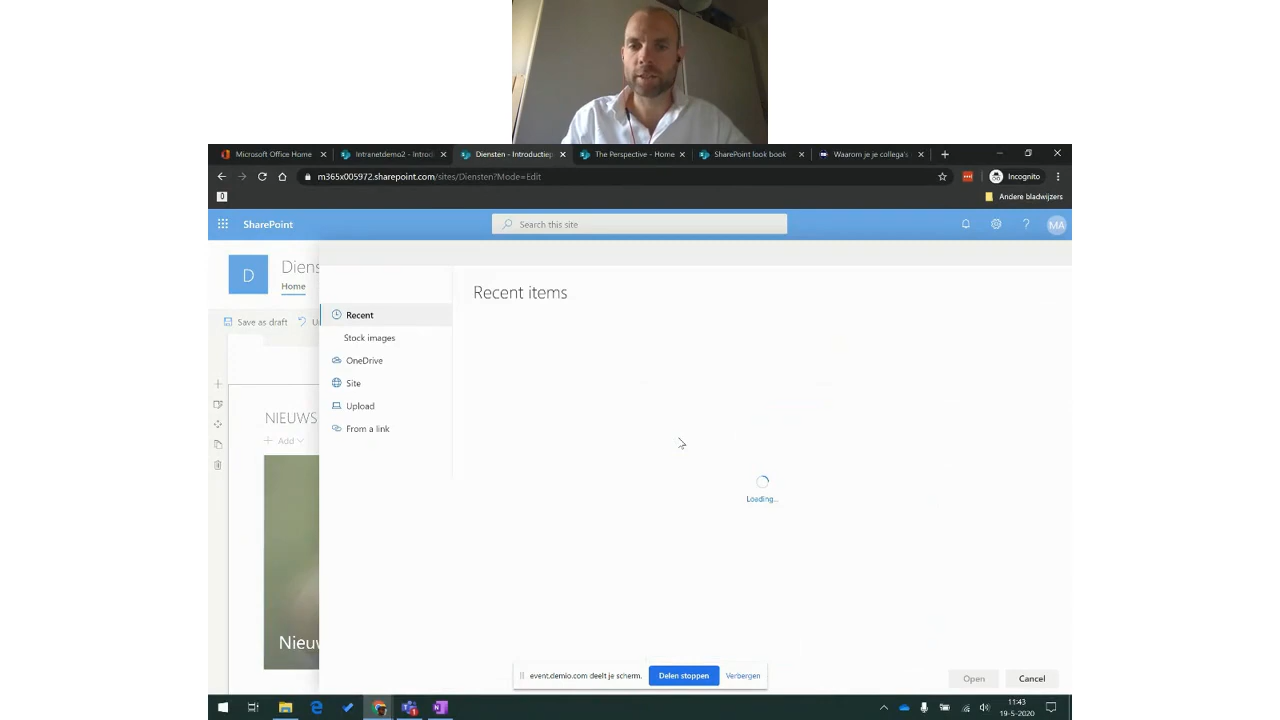 Microsoft Office Home
Intranetdemo2 - Introd
Diensten - Introductiep
The Perspective - Home
SharePoint look book
Waarom je je collega's
m365x005972.sharepoint.com/sites/Diensten?Mode=Edit
Incognito
0
Andere bladwijzers
SharePoint
Search this site
?
MA
D
Diens
Home
Save as draft
U
Recent items
Recent
Stock images
OneDrive
Site
Upload
From a link
NIEUWS
Add
Nieuw
Loading...
event.demio.com deelt je scherm.
Delen stoppen
Verbergen
Open
Cancel
11:43
19-5-2020